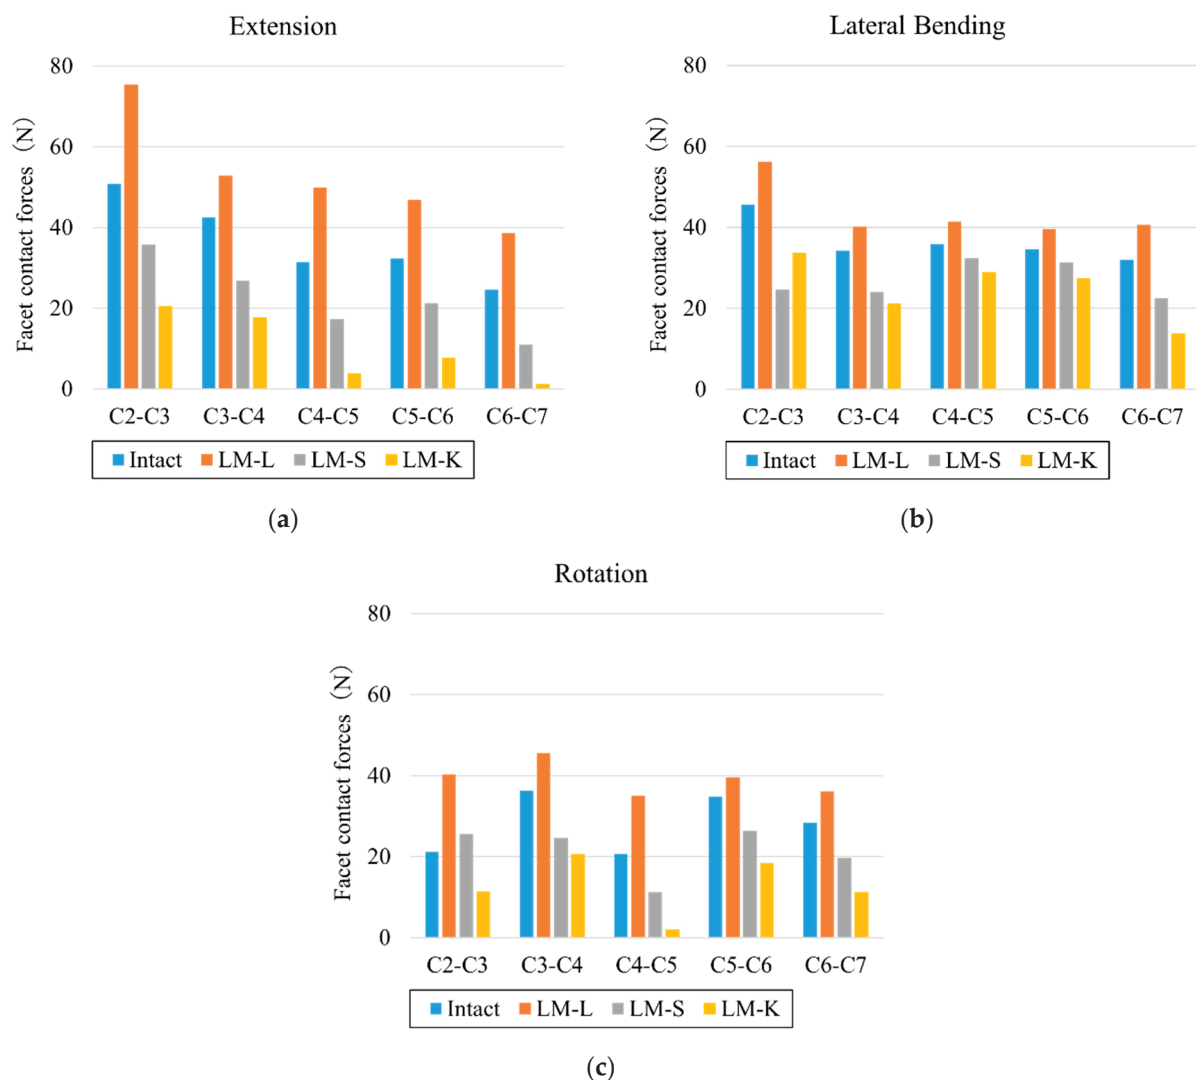 Extension
Facet contact forces（N）
80
60
40
20
0
C2-C3 C3-C4 C4-C5 C5-C6 C6-C7
Intact LM-L LM-S LM-K
(a)
Lateral Bending
Facet contact forces（N）
80
60
40
20
0
C2-C3 C3-C4 C4-C5 C5-C6 C6-C7
Intact LM-L LM-S LM-K
(b)
Rotation
Facet contact forces（N）
80
60
40
20
0
C2-C3 C3-C4 C4-C5 C5-C6 C6-C7
Intact LM-L LM-S LM-K
(c)